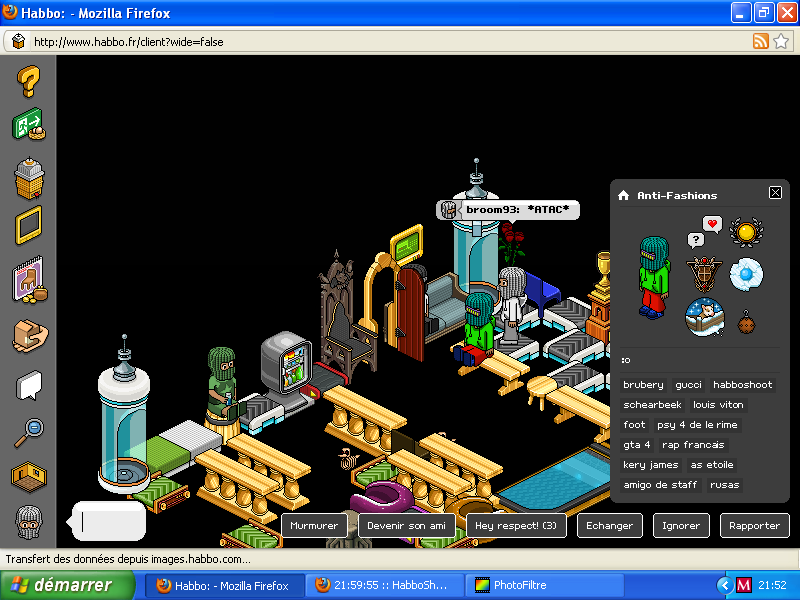 Habbo: - Mozilla Firefox
http://www.habbo.fr/client?wide=false
broom93: *ATAC*
Anti-Fashions
?
:o
brubery gucci habboshoot
schearbeek louis viton
foot psy 4 de le rime
gta 4 rap francais
kery james as etoile
amigo de staff rusas
Murmurer Devenir son ami Hey respect! (3) Echanger Ignorer Rapporter
Transfert des données depuis images.habbo.com...
démarrer Habbo: - Mozilla Firefox 21:59:55 :: HabboSh... PhotoFiltre M 21:52